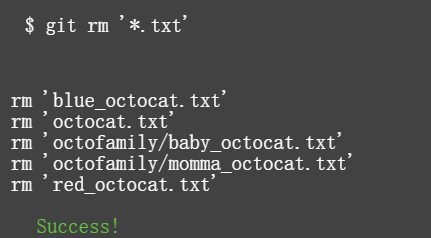 $ git rm '*.txt'
rm 'blue_octocat.txt'
rm 'octocat.txt'
rm 'octofamily/baby_octocat.txt'
rm 'octofamily/momma_octocat.txt'
rm 'red_octocat.txt'
Success!